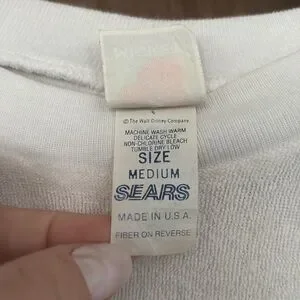 © The Walt Disney Company
MACHINE WASH WARM
DELICATE CYCLE
NON-CHLORINE BLEACH
TUMBLE DRY LOW
SIZE
MEDIUM
SEARS
MADE IN U.S.A.
FIBER ON REVERSE